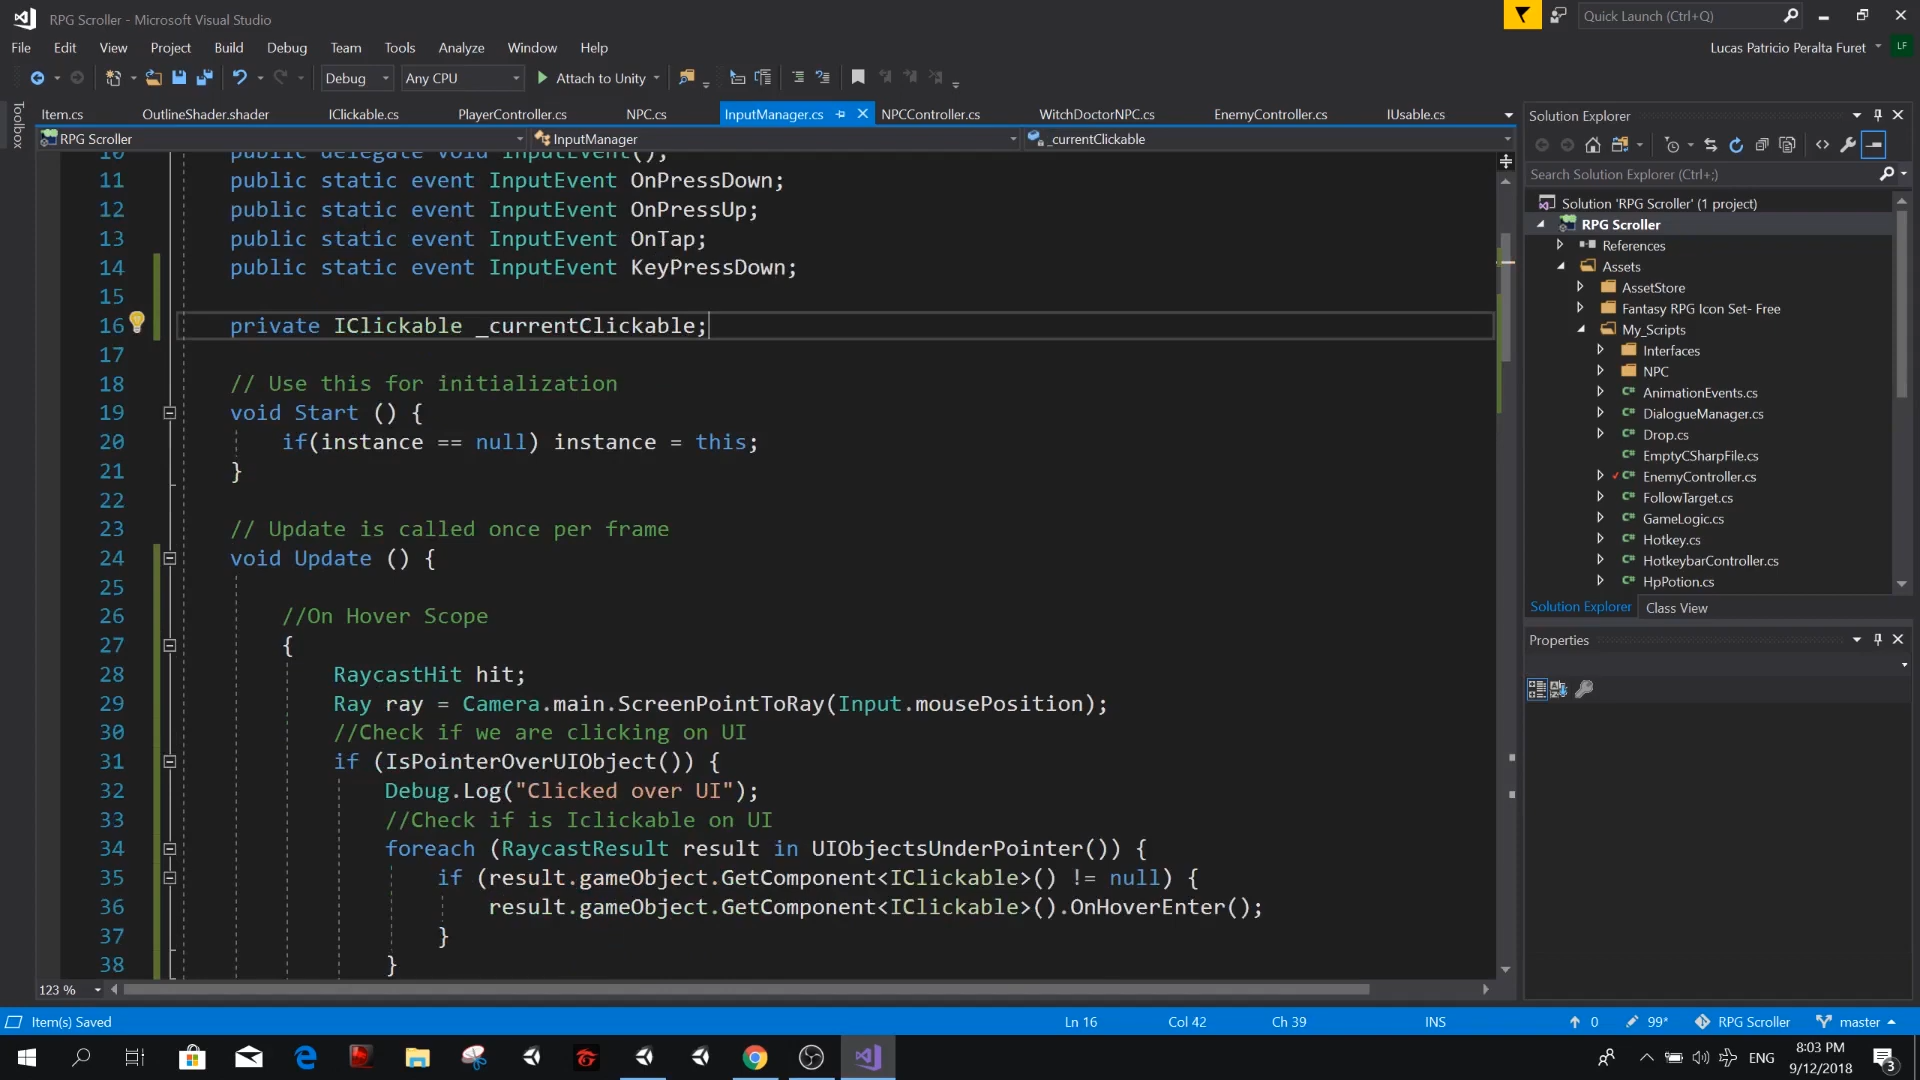 RPG Scroller - Microsoft Visual Studio
Quick Launch (Ctrl+Q)
File Edit View Project Build Debug Team Tools Analyze Window Help
Lucas Patricio Peralta Furet LF
Debug Any CPU Attach to Unity
Toolbox
Item.cs OutlineShader.shader IClickable.cs PlayerController.cs NPC.cs InputManager.cs NPCController.cs WitchDoctorNPC.cs EnemyController.cs IUsable.cs
RPG Scroller InputManager _currentClickable
10 public delegate void InputEvent();
11 public static event InputEvent OnPressDown;
12 public static event InputEvent OnPressUp;
13 public static event InputEvent OnTap;
14 public static event InputEvent KeyPressDown;
15
16 private IClickable _currentClickable;
17
18 // Use this for initialization
19 void Start () {
20 if(instance == null) instance = this;
21 }
22
23 // Update is called once per frame
24 void Update () {
25
26 //On Hover Scope
27 {
28 RaycastHit hit;
29 Ray ray = Camera.main.ScreenPointToRay(Input.mousePosition);
30 //Check if we are clicking on UI
31 if (IsPointerOverUIObject()) {
32 Debug.Log("Clicked over UI");
33 //Check if is Iclickable on UI
34 foreach (RaycastResult result in UIObjectsUnderPointer()) {
35 if (result.gameObject.GetComponent<IClickable>() != null) {
36 result.gameObject.GetComponent<IClickable>().OnHoverEnter();
37 }
38 }
123 %
Solution Explorer
Search Solution Explorer (Ctrl+;)
Solution 'RPG Scroller' (1 project)
RPG Scroller
References
Assets
AssetStore
Fantasy RPG Icon Set- Free
My_Scripts
Interfaces
NPC
AnimationEvents.cs
DialogueManager.cs
Drop.cs
EmptyCSharpFile.cs
EnemyController.cs
FollowTarget.cs
GameLogic.cs
Hotkey.cs
HotkeybarController.cs
HpPotion.cs
Solution Explorer Class View
Properties
Item(s) Saved Ln 16 Col 42 Ch 39 INS 0 99* RPG Scroller master
ENG 8:03 PM
9/12/2018
3